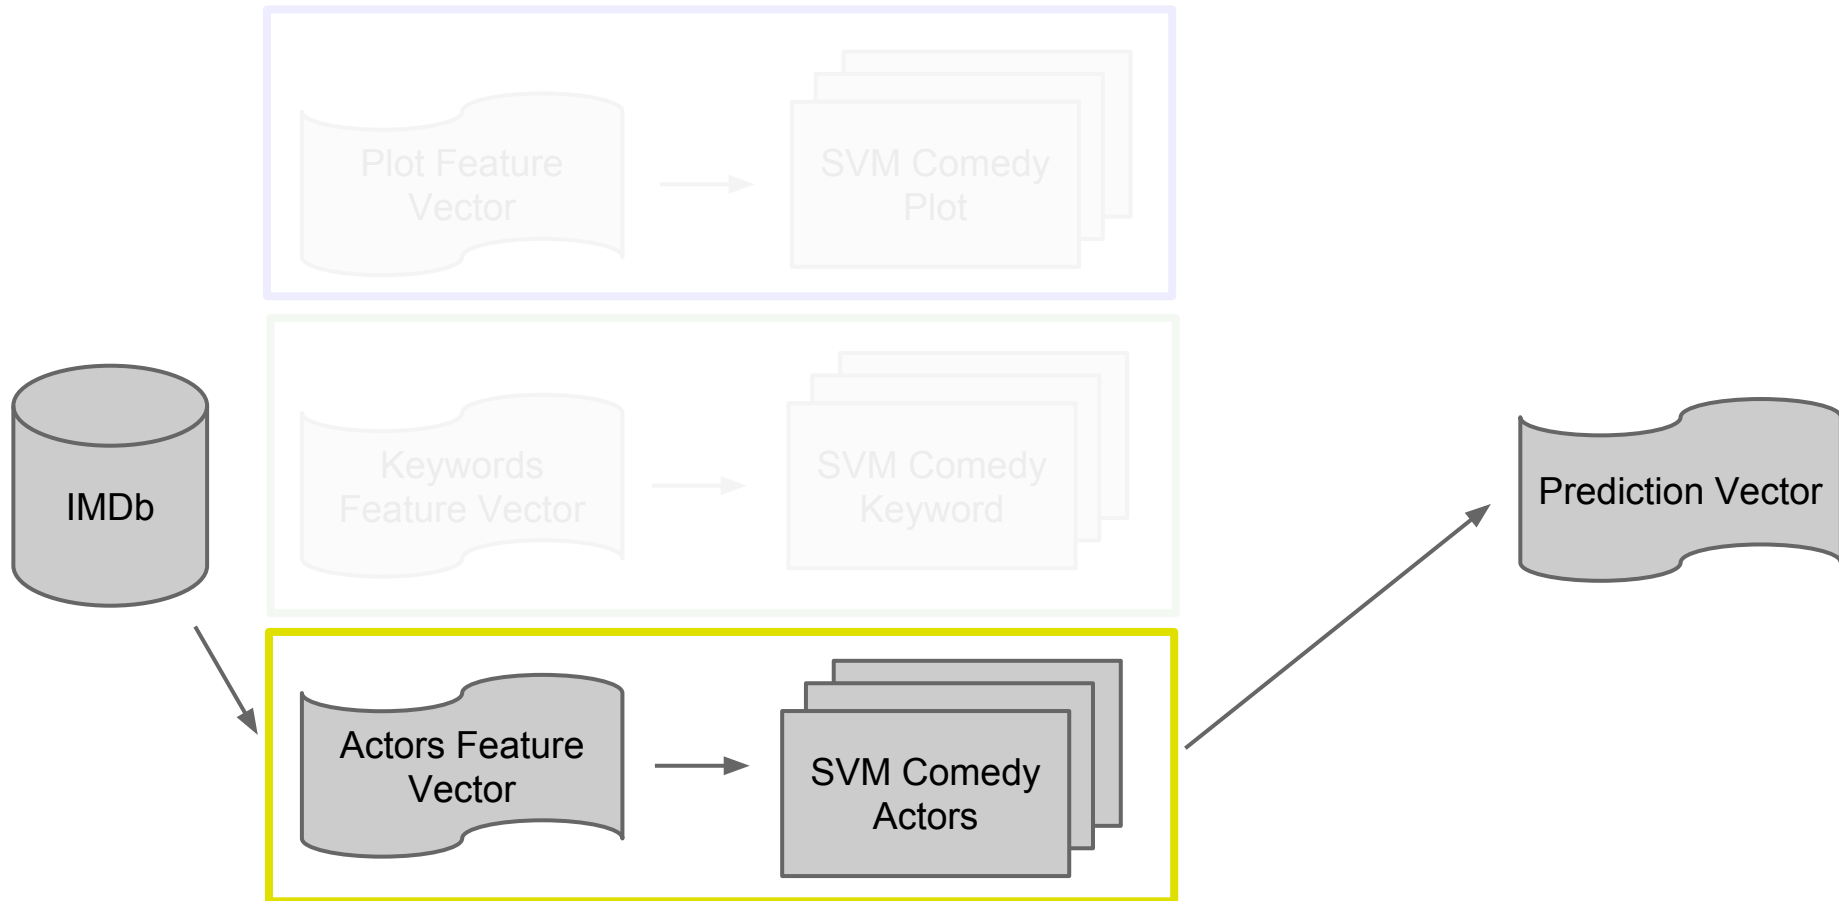 Plot Feature
Vector
SVM Comedy
Plot
IMDb
Keywords
Feature Vector
SVM Comedy
Keyword
Prediction Vector
Actors Feature
Vector
SVM Comedy
Actors